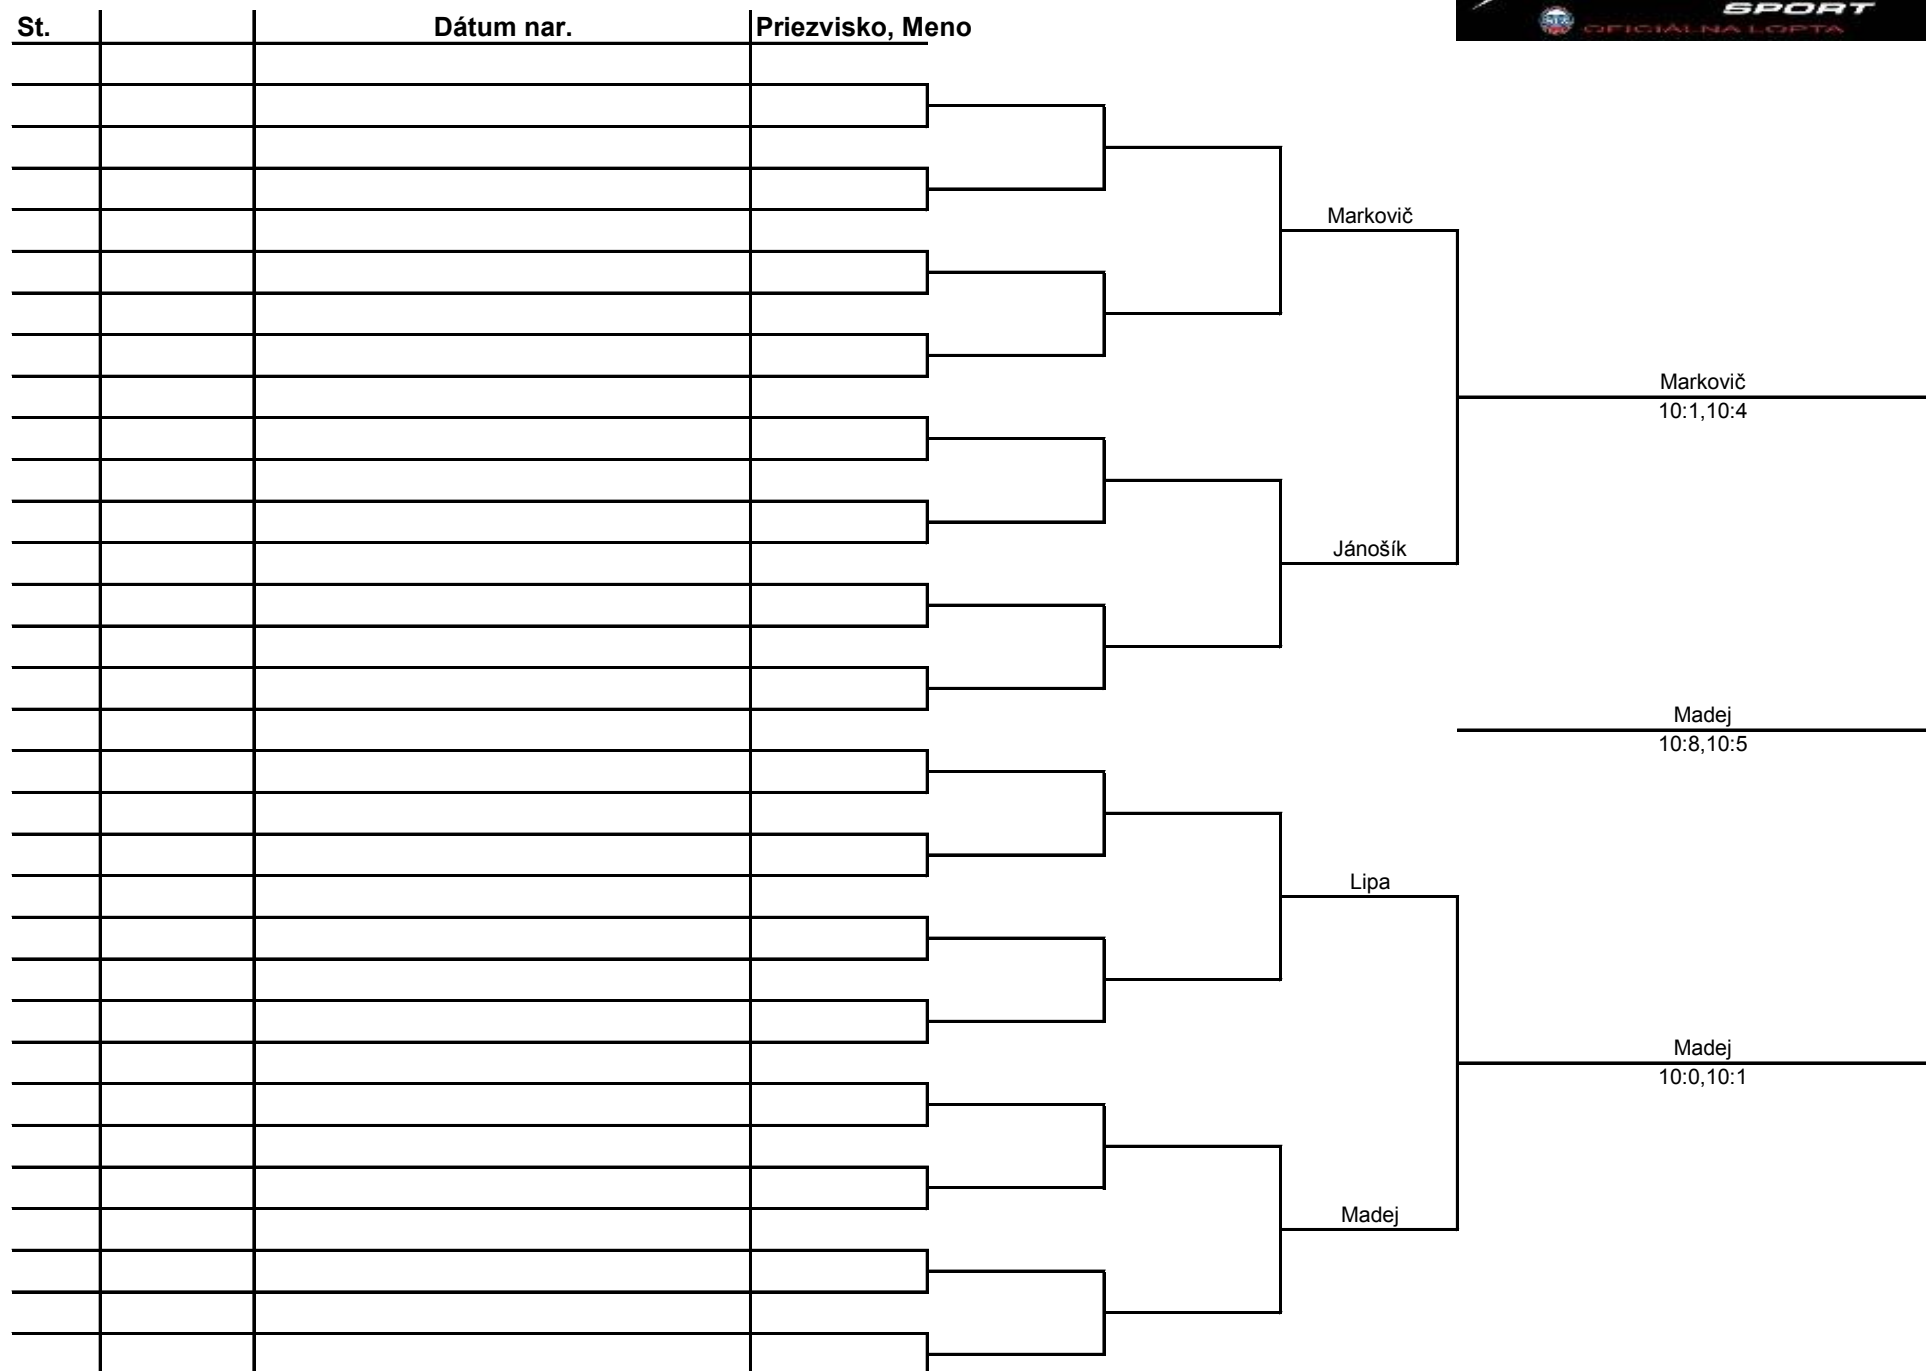 SPORT
OFICIÁLNA LOPTA
St. Dátum nar. Priezvisko, Meno
Markovič
Markovič
10:1,10:4
Jánošík
Madej
10:8,10:5
Lipa
Madej
10:0,10:1
Madej